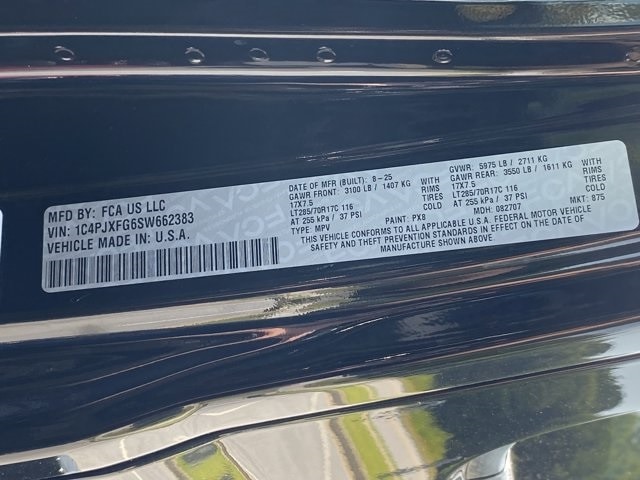 MFD BY: FCA US LLC
VIN: 1C4PJXFG6SW662383
VEHICLE MADE IN U.S.A.
DATE OF MFR (BUILT): 8-25
GAWR FRONT: 3100 LB/ 1407 KG WITH
17X7.5 RIMS
LT285/70R17C 116 TIRES
AT 255 kPa / 37 PSI COLD
TYPE: MPV PAINT: PX8
GVWR: 5975 LB/ 2711 KG
GAWR REAR: 3550 LB/ 1611 KG WITH
17X7.5 RIMS
LT285/70R17C 116 TIRES
AT 255 kPa / 37 PSI COLD
MDH: 082707 MKT: 875
THIS VEHICLE CONFORMS TO ALL APPLICABLE U.S.A. FEDERAL MOTOR VEHICLE
SAFETY AND THEFT PREVENTION STANDARDS IN EFFECT ON THE DATE OF
MANUFACTURE SHOWN ABOVE.